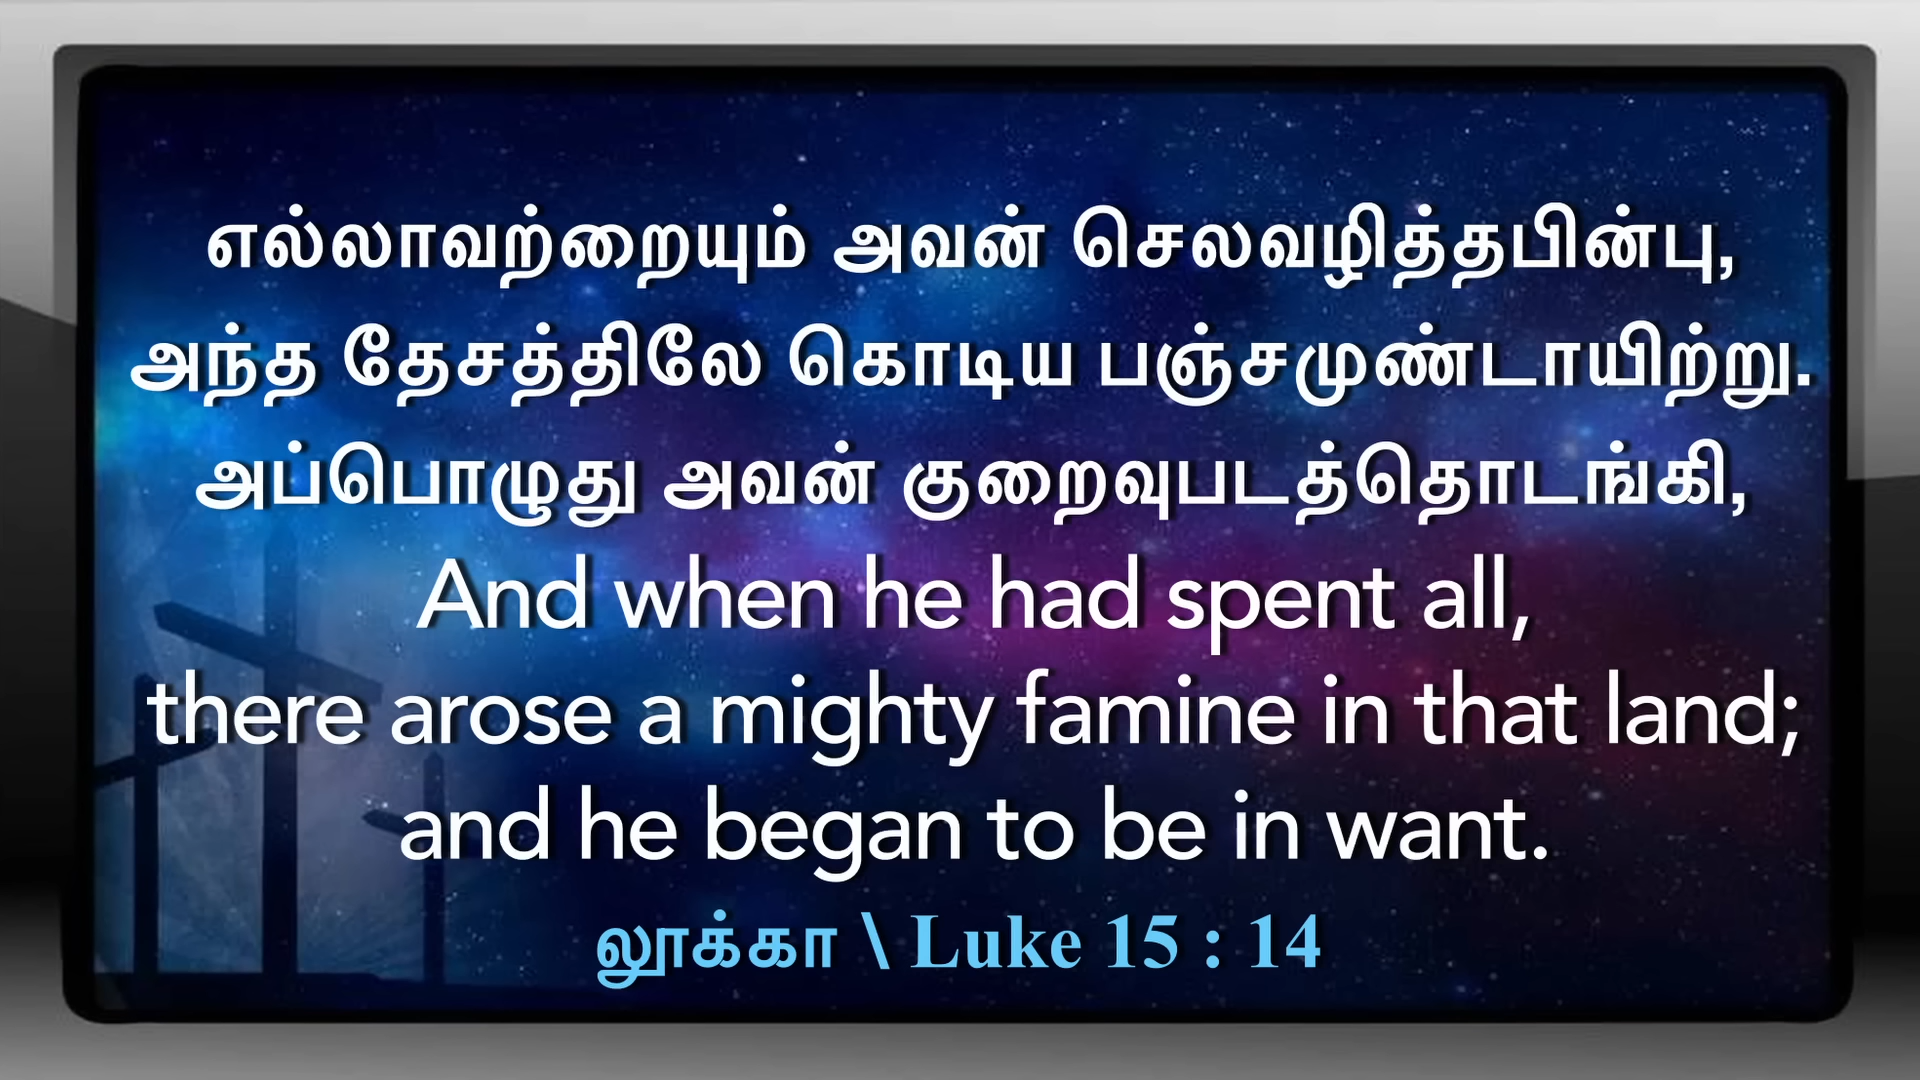 எல்லாவற்றையும் அவன் செலவழித்தபின்பு,
அந்த தேசத்திலே கொடிய பஞ்சமுண்டாயிற்று.
அப்பொழுது அவன் குறைவுபடத்தொடங்கி,
And when he had spent all,
there arose a mighty famine in that land;
and he began to be in want.
லூக்கா \ Luke 15 : 14